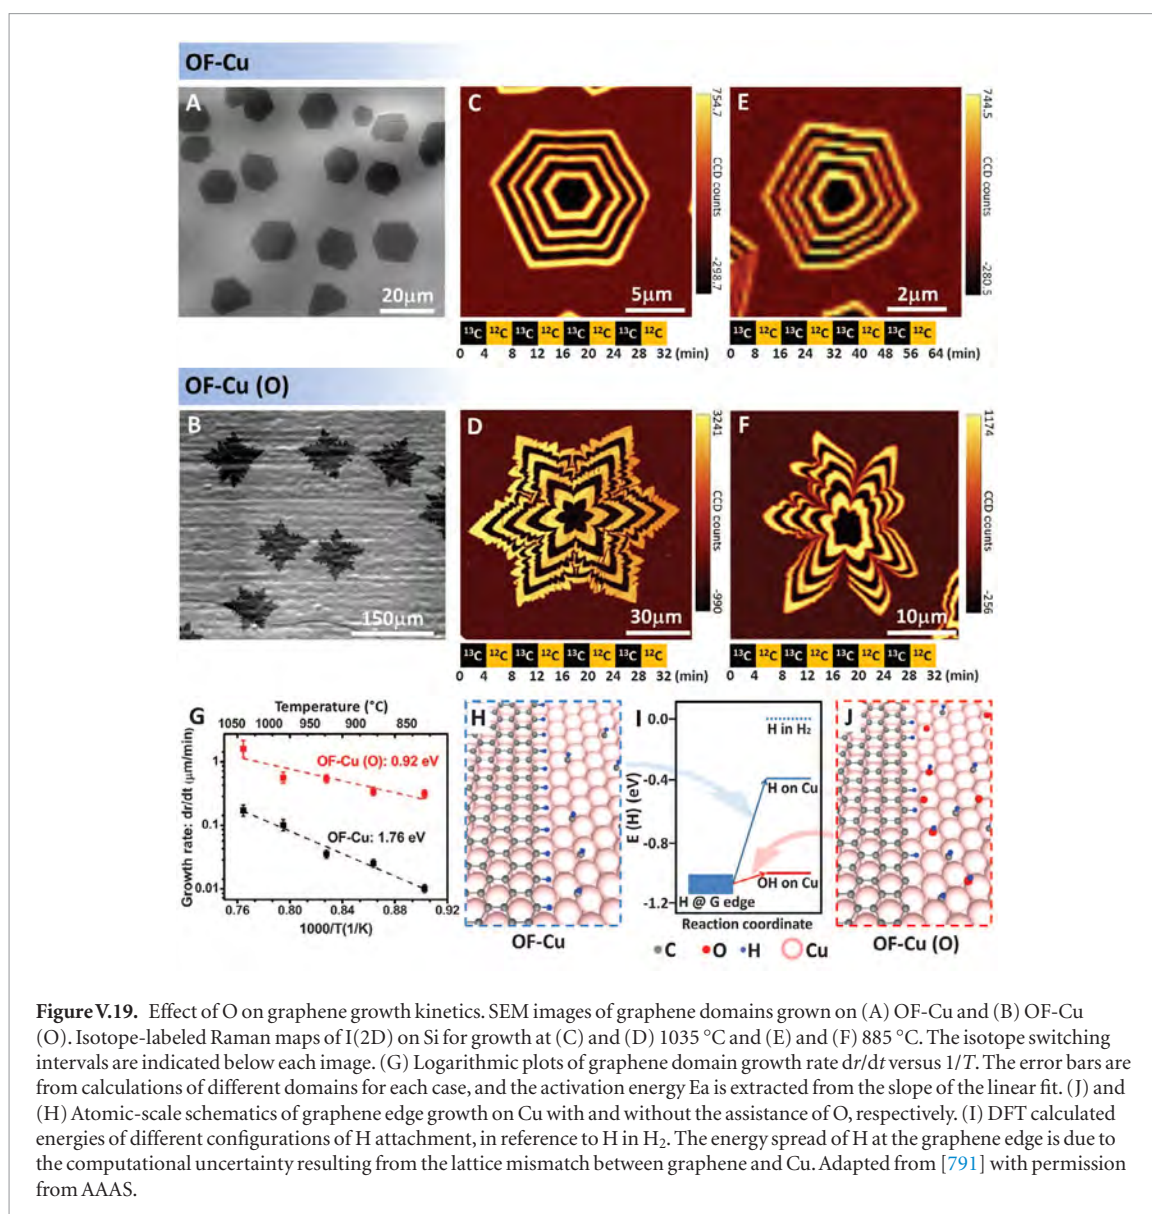 OF-Cu
A
20μm
C
5μm
754.7
CCD counts
-298.7
¹³C ¹²C ¹³C ¹²C ¹³C ¹²C ¹³C ¹²C
0 4 8 12 16 20 24 28 32 (min)
E
2μm
744.5
CCD counts
-280.5
¹³C ¹²C ¹³C ¹²C ¹³C ¹²C ¹³C ¹²C
0 8 16 24 32 40 48 56 64 (min)
OF-Cu (O)
B
150μm
D
30μm
3241
CCD counts
-990
¹³C ¹²C ¹³C ¹²C ¹³C ¹²C ¹³C ¹²C
0 4 8 12 16 20 24 28 32 (min)
F
10μm
1174
CCD counts
-256
¹³C ¹²C ¹³C ¹²C ¹³C ¹²C ¹³C ¹²C
0 4 8 12 16 20 24 28 32(min)
G
Temperature (°C)
1040 980 930 880 850
Growth rate: dr/dt (μm/min)
1
0.1
0.01
OF-Cu (O): 0.92 eV
OF-Cu: 1.76 eV
0.76 0.80 0.84 0.88 0.92
1000/T(1/K)
H
OF-Cu
I
E (H) (eV)
0.0
-0.4
-0.8
-1.2
H in H₂
H on Cu
OH on Cu
H @ G edge
Reaction coordinate
J
OF-Cu (O)
C O H Cu
Figure V.19. Effect of O on graphene growth kinetics. SEM images of graphene domains grown on (A) OF-Cu and (B) OF-Cu
(O). Isotope-labeled Raman maps of I(2D) on Si for growth at (C) and (D) 1035 °C and (E) and (F) 885 °C. The isotope switching
intervals are indicated below each image. (G) Logarithmic plots of graphene domain growth rate dr/dt versus 1/T. The error bars are
from calculations of different domains for each case, and the activation energy Ea is extracted from the slope of the linear fit. (J) and
(H) Atomic-scale schematics of graphene edge growth on Cu with and without the assistance of O, respectively. (I) DFT calculated
energies of different configurations of H attachment, in reference to H in H₂. The energy spread of H at the graphene edge is due to
the computational uncertainty resulting from the lattice mismatch between graphene and Cu. Adapted from [791] with permission
from AAAS.